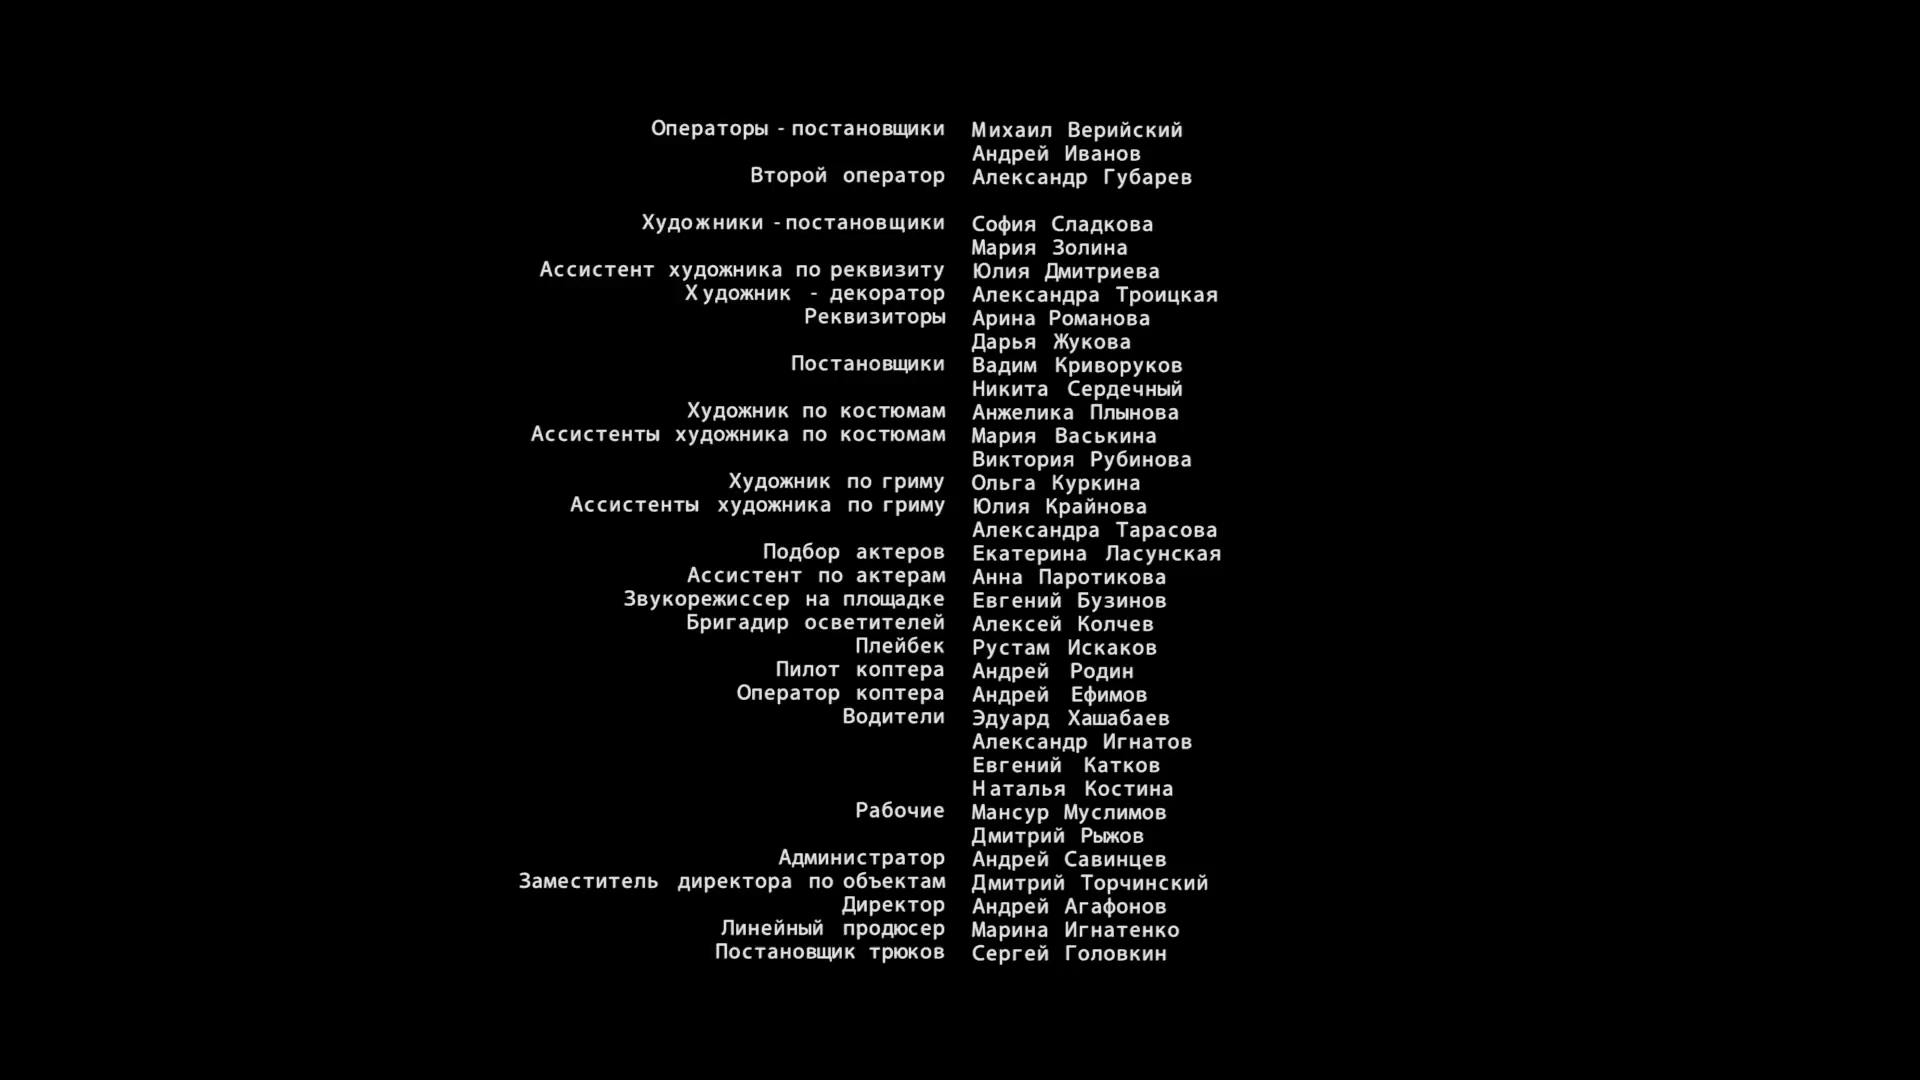 Операторы - постановщики Михаил Верийский
Андрей Иванов
Второй оператор Александр Губарев
Художники - постановщики София Сладкова
Мария Золина
Ассистент художника по реквизиту Юлия Дмитриева
Художник - декоратор Александра Троицкая
Реквизиторы Арина Романова
Дарья Жукова
Постановщики Вадим Криворуков
Никита Сердечный
Художник по костюмам Анжелика Плынова
Ассистенты художника по костюмам Мария Васькина
Виктория Рубинова
Художник по гриму Ольга Куркина
Ассистенты художника по гриму Юлия Крайнова
Александра Тарасова
Подбор актеров Екатерина Ласунская
Ассистент по актерам Анна Паротикова
Звукорежиссер на площадке Евгений Бузинов
Бригадир осветителей Алексей Колчев
Плейбек Рустам Искаков
Пилот коптера Андрей Родин
Оператор коптера Андрей Ефимов
Водители Эдуард Хашабаев
Александр Игнатов
Евгений Катков
Наталья Костина
Рабочие Мансур Муслимов
Дмитрий Рыжов
Администратор Андрей Савинцев
Заместитель директора по объектам Дмитрий Торчинский
Директор Андрей Агафонов
Линейный продюсер Марина Игнатенко
Постановщик трюков Сергей Головкин